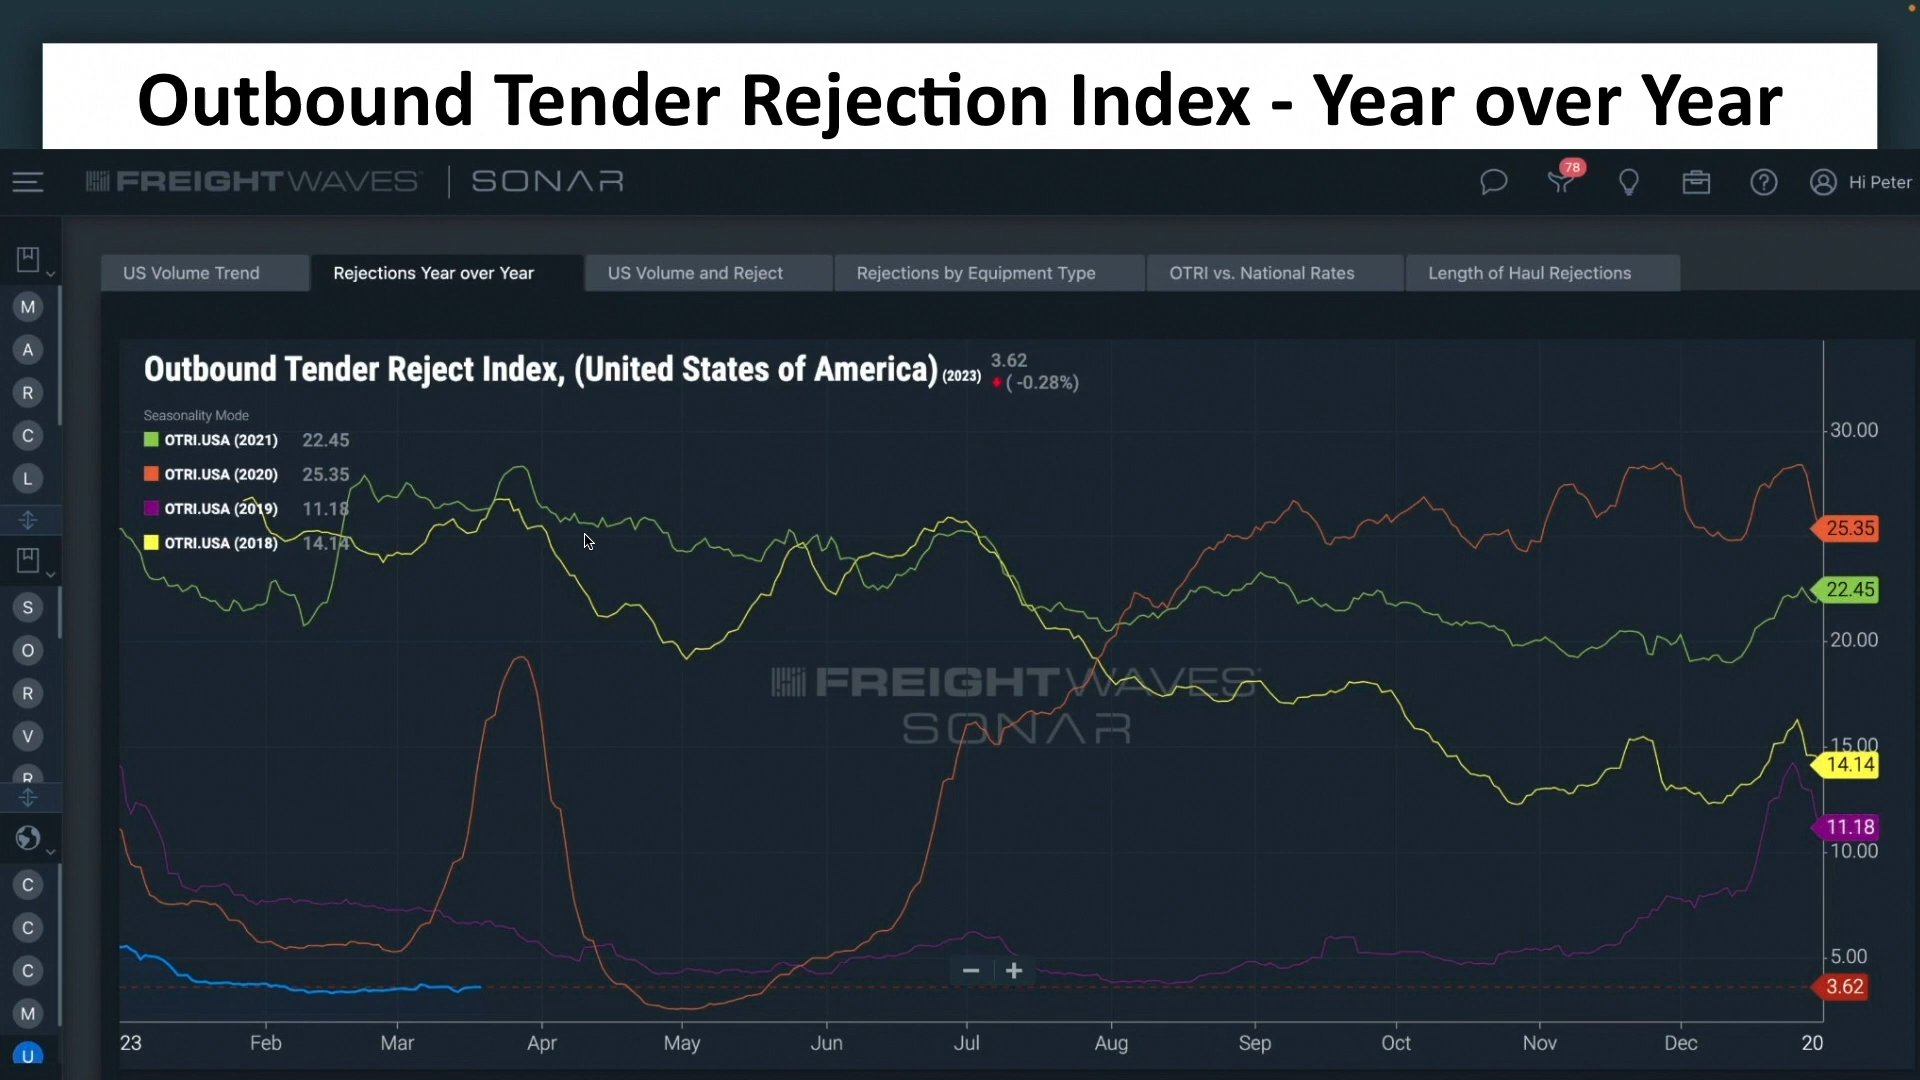 Outbound Tender Rejection Index - Year over Year
FREIGHTWAVES | SONAR
78
Hi Peter
US Volume Trend
Rejections Year over Year
US Volume and Reject
Rejections by Equipment Type
OTRI vs. National Rates
Length of Haul Rejections
M
A
R
C
L
S
O
R
V
R
C
C
C
M
U
Outbound Tender Reject Index, (United States of America) (2023) 3.62
( -0.28%)
Seasonality Mode
OTRI.USA (2021) 22.45
OTRI.USA (2020) 25.35
OTRI.USA (2019) 11.18
OTRI.USA (2018) 14.14
FREIGHTWAVES
SONAR
30.00
25.35
22.45
20.00
15.00
14.14
11.18
10.00
5.00
3.62
− +
23 Feb Mar Apr May Jun Jul Aug Sep Oct Nov Dec 20